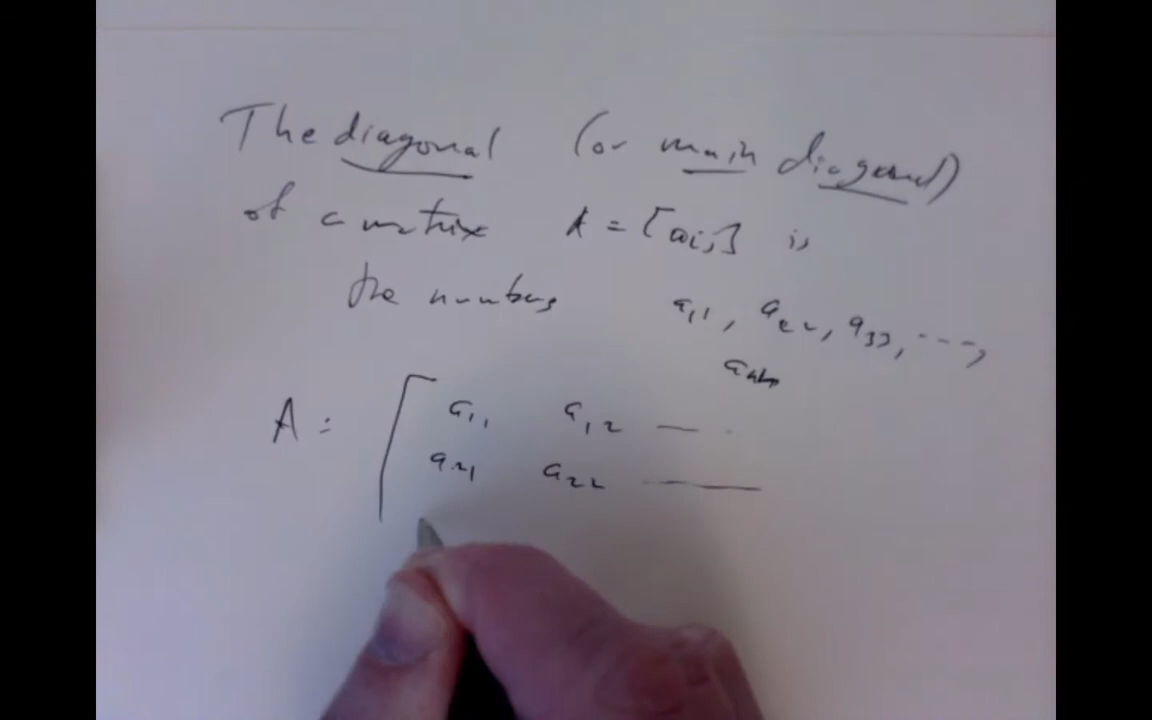 The diagonal (or main diagonal)
of a matrix A = [aij] is
the numbers a11, a22, a33, ---,
ann
A = [ a11 a12 — -
a21 a22 —